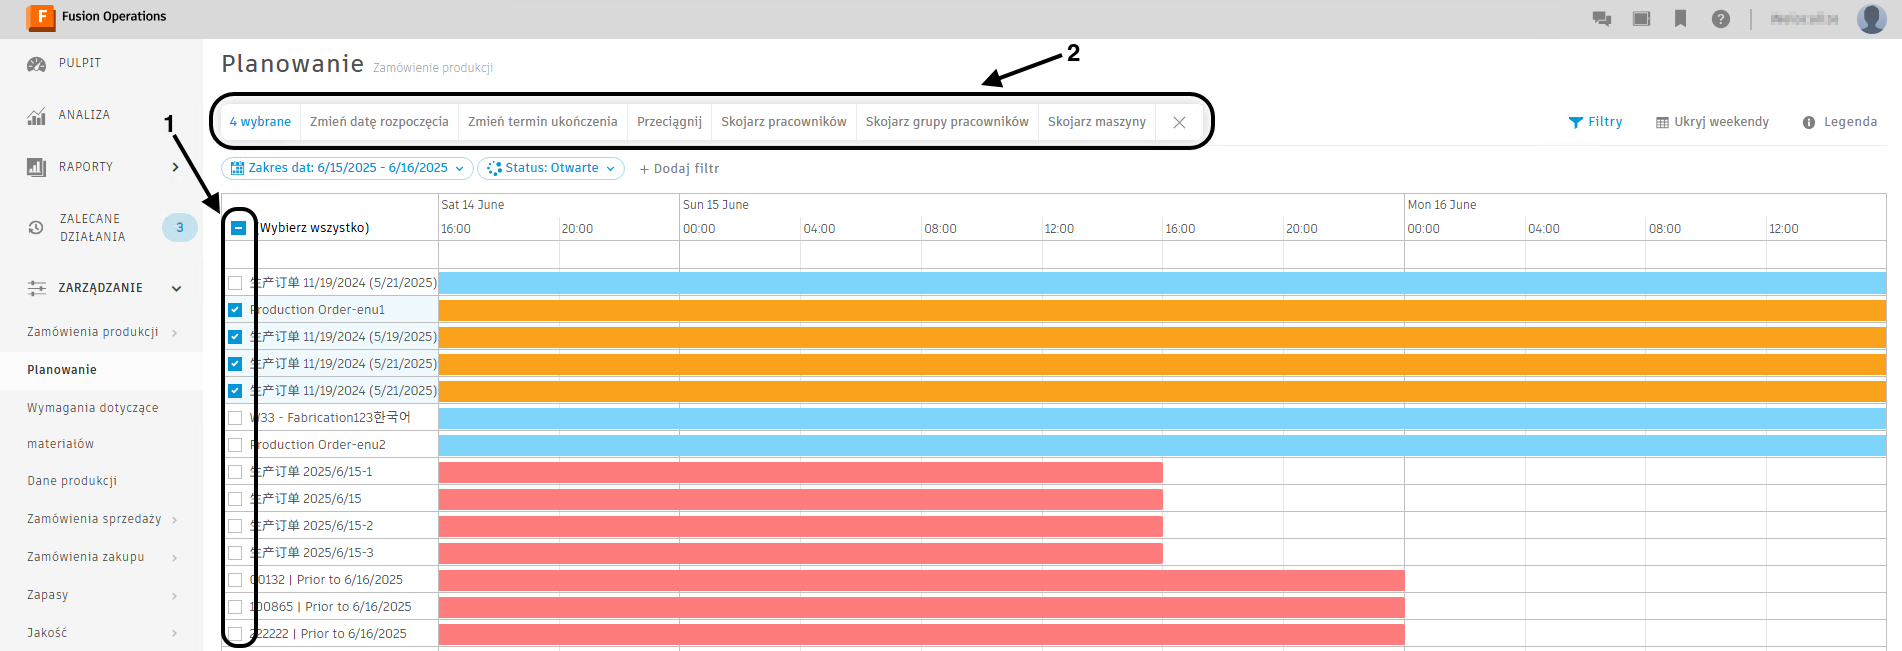 F Fusion Operations
?
PULPIT
ANALIZA
RAPORTY
ZALECANE
DZIAŁANIA
3
ZARZĄDZANIE
Zamówienia produkcji
Planowanie
Wymagania dotyczące
materiałów
Dane produkcji
Zamówienia sprzedaży
Zamówienia zakupu
Zapasy
Jakość
1
2
Planowanie Zamówienie produkcji
4 wybrane Zmień datę rozpoczęcia Zmień termin ukończenia Przeciągnij Skojarz pracowników Skojarz grupy pracowników Skojarz maszyny
Filtry Ukryj weekendy Legenda
Zakres dat: 6/15/2025 - 6/16/2025 Status: Otwarte + Dodaj filtr
Sat 14 June Sun 15 June Mon 16 June
(Wybierz wszystko) 16:00 20:00 00:00 04:00 08:00 12:00 16:00 20:00 00:00 04:00 08:00 12:00
生产订单 11/19/2024 (5/21/2025)
Production Order-enu1
生产订单 11/19/2024 (5/19/2025)
生产订单 11/19/2024 (5/21/2025)
生产订单 11/19/2024 (5/21/2025)
W33 - Fabrication123한국어
Production Order-enu2
生产订单 2025/6/15-1
生产订单 2025/6/15
生产订单 2025/6/15-2
生产订单 2025/6/15-3
00132 | Prior to 6/16/2025
100865 | Prior to 6/16/2025
222222 | Prior to 6/16/2025